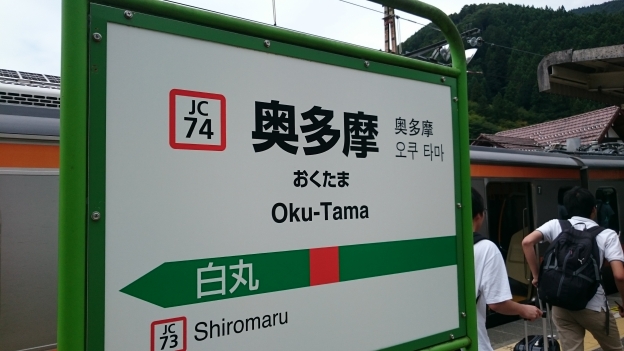 JC
74
奥多摩
奥多摩
오쿠 타마
おくたま
Oku-Tama
白丸
JC
73
Shiromaru